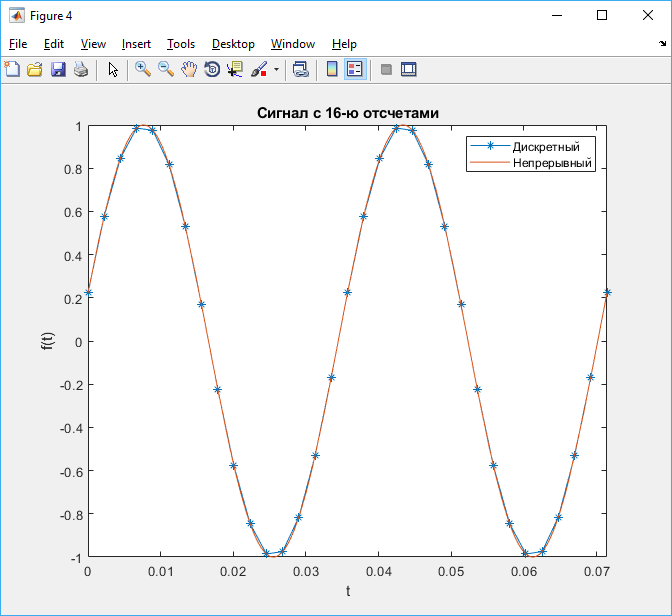 Figure 4
File Edit View Insert Tools Desktop Window Help
Сигнал с 16-ю отсчетами
Дискретный
Непрерывный
1
0.8
0.6
0.4
0.2
0
-0.2
-0.4
-0.6
-0.8
-1
f(t)
0 0.01 0.02 0.03 0.04 0.05 0.06 0.07
t